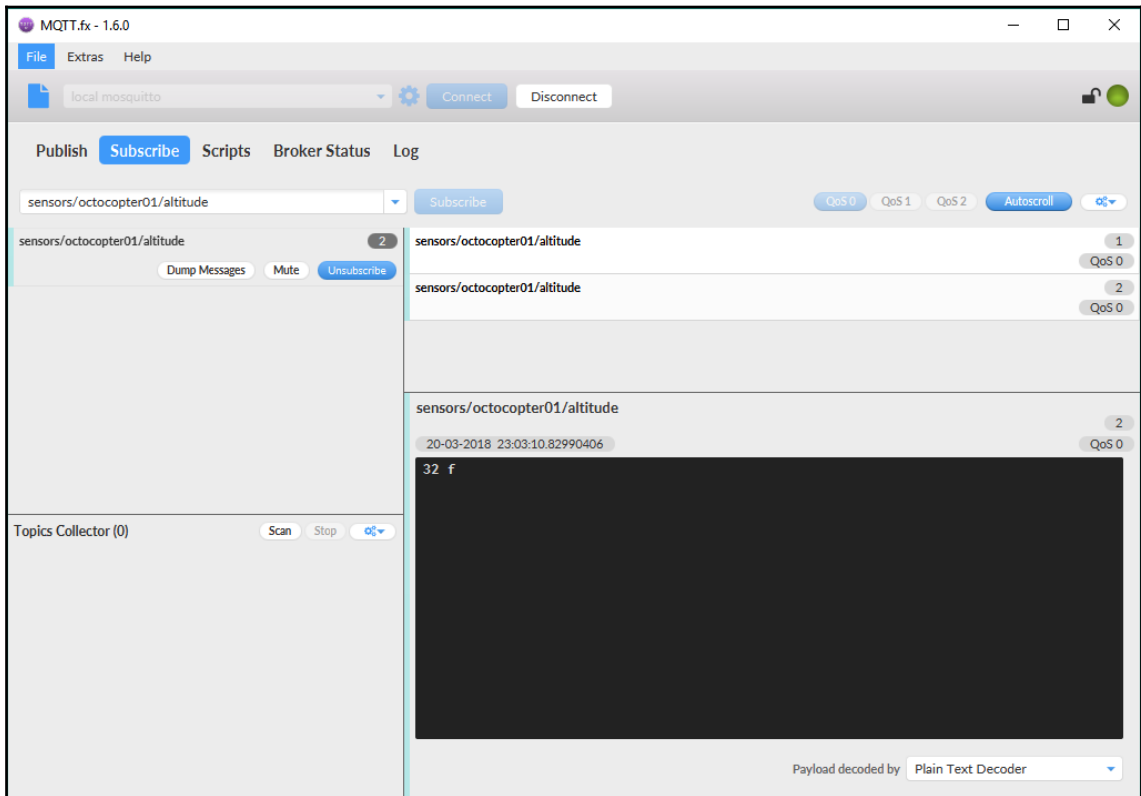 MQTT.fx - 1.6.0
File Extras Help
local mosquitto Connect Disconnect
Publish Subscribe Scripts Broker Status Log
sensors/octocopter01/altitude Subscribe QoS 0 QoS 1 QoS 2 Autoscroll
sensors/octocopter01/altitude 2
Dump Messages Mute Unsubscribe
sensors/octocopter01/altitude 1
QoS 0
sensors/octocopter01/altitude 2
QoS 0
sensors/octocopter01/altitude
2
20-03-2018 23:03:10.82990406 QoS 0
32 f
Topics Collector (0) Scan Stop
Payload decoded by Plain Text Decoder